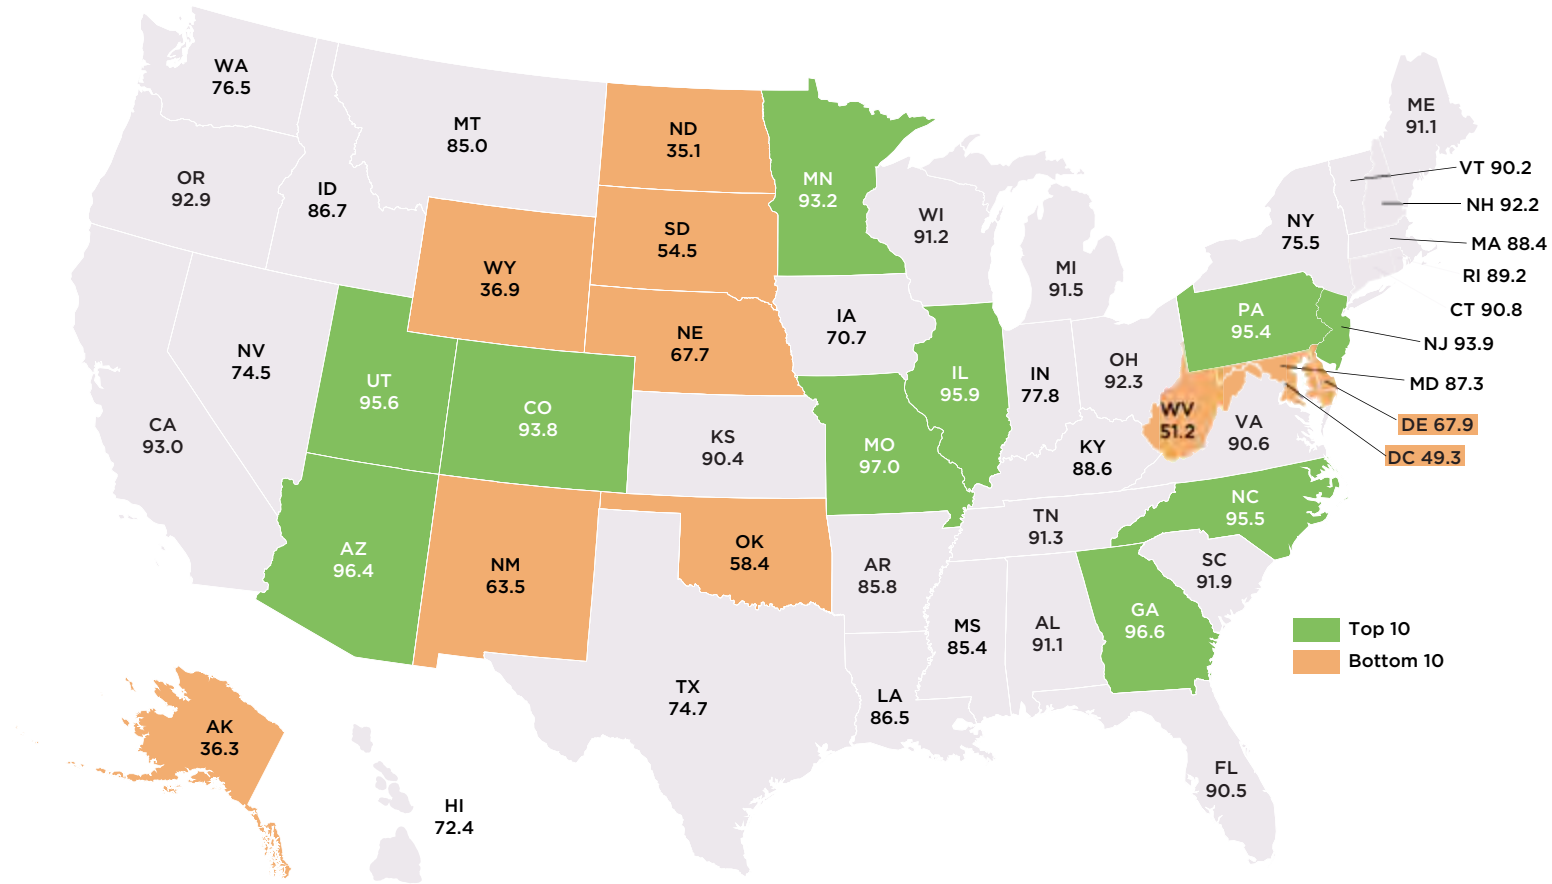 WA
76.5
MT
85.0
ND
35.1
MN
93.2
ME
91.1
VT 90.2
OR
92.9
ID
86.7
SD
54.5
WI
91.2
NY
75.5
NH 92.2
MA 88.4
WY
36.9
MI
91.5
RI 89.2
CT 90.8
NE
67.7
IA
70.7
PA
95.4
NJ 93.9
NV
74.5
UT
95.6
CO
93.8
IL
95.9
IN
77.8
OH
92.3
MD 87.3
CA
93.0
KS
90.4
MO
97.0
KY
88.6
WV
51.2
VA
90.6
DE 67.9
DC 49.3
AZ
96.4
NM
63.5
OK
58.4
AR
85.8
TN
91.3
NC
95.5
SC
91.9
MS
85.4
AL
91.1
GA
96.6
Top 10
Bottom 10
TX
74.7
LA
86.5
AK
36.3
HI
72.4
FL
90.5